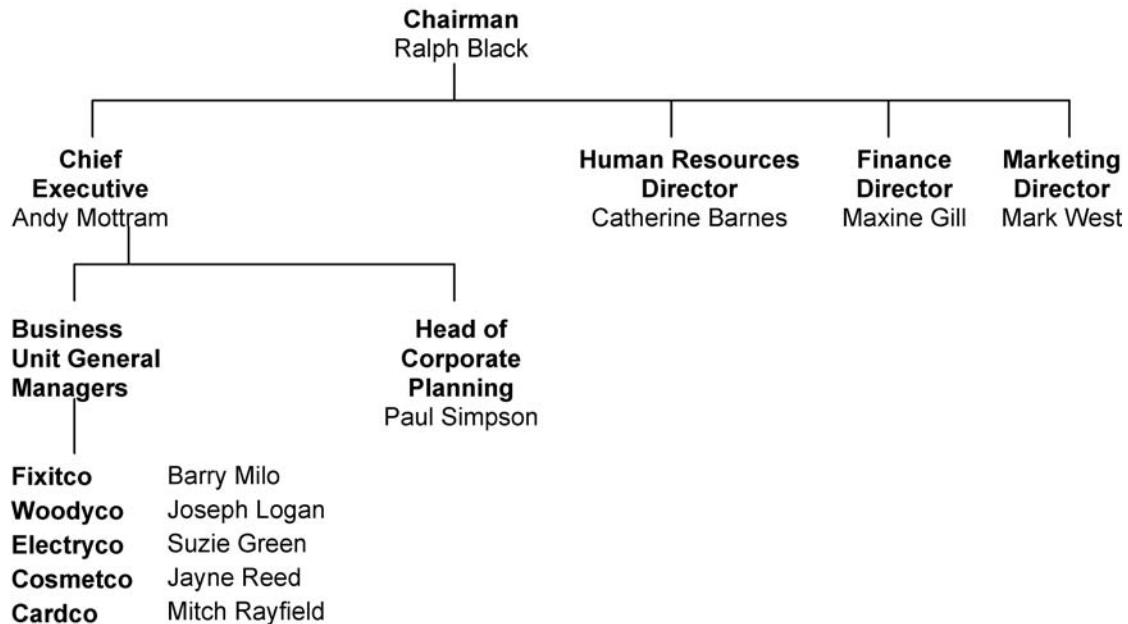 Chairman
Ralph Black
Chief
Executive
Andy Mottram
Human Resources
Director
Catherine Barnes
Finance
Director
Maxine Gill
Marketing
Director
Mark West
Business
Unit General
Managers
Head of
Corporate
Planning
Paul Simpson
Fixitco Barry Milo
Woodyco Joseph Logan
Electryco Suzie Green
Cosmetco Jayne Reed
Cardco Mitch Rayfield